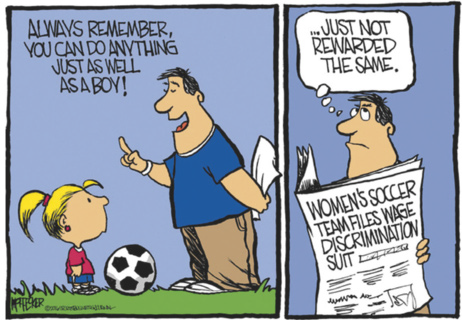 ALWAYS REMEMBER,
YOU CAN DO ANYTHING
JUST AS WELL
AS A BOY!
...JUST NOT
REWARDED
THE SAME.
WOMEN'S SOCCER
TEAM FILES WAGE
DISCRIMINATION
SUIT